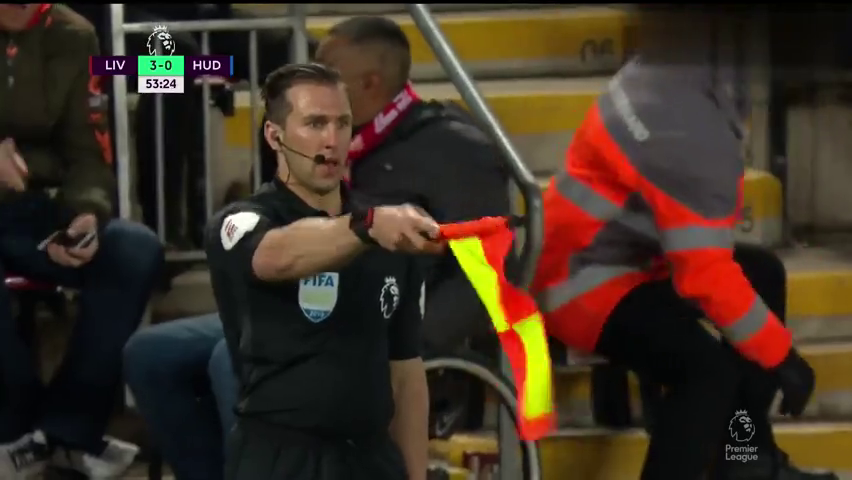 LIV 3-0 HUD
53:24
FIFA
Premier
League